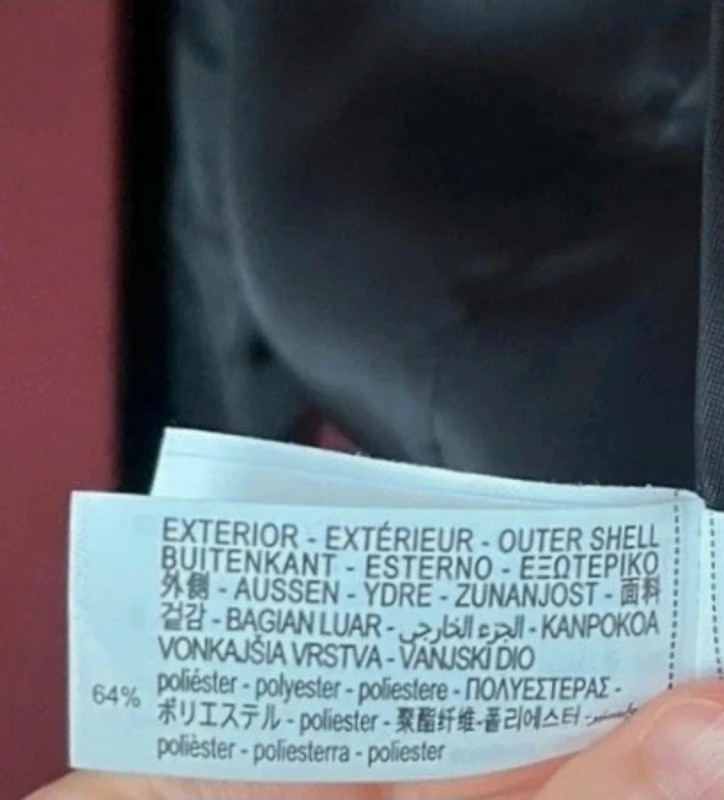 EXTERIOR - EXTÉRIEUR - OUTER SHELL
BUITENKANT - ESTERNO - ΕΞΩΤΕΡΙΚΟ
外側 - AUSSEN - YDRE - ZUNANJOST - 面料
겉감 - BAGIAN LUAR - الجزء الخارجي - KANPOKOA
VONKAJŠIA VRSTVA - VANJSKI DIO
64% poliéster - polyester - poliestere - ΠΟΛΥΕΣΤΕΡΑΣ -
ポリエステル - poliester - 聚酯纤维-폴리에스터 - بوليستر
polièster - poliesterra - poliester